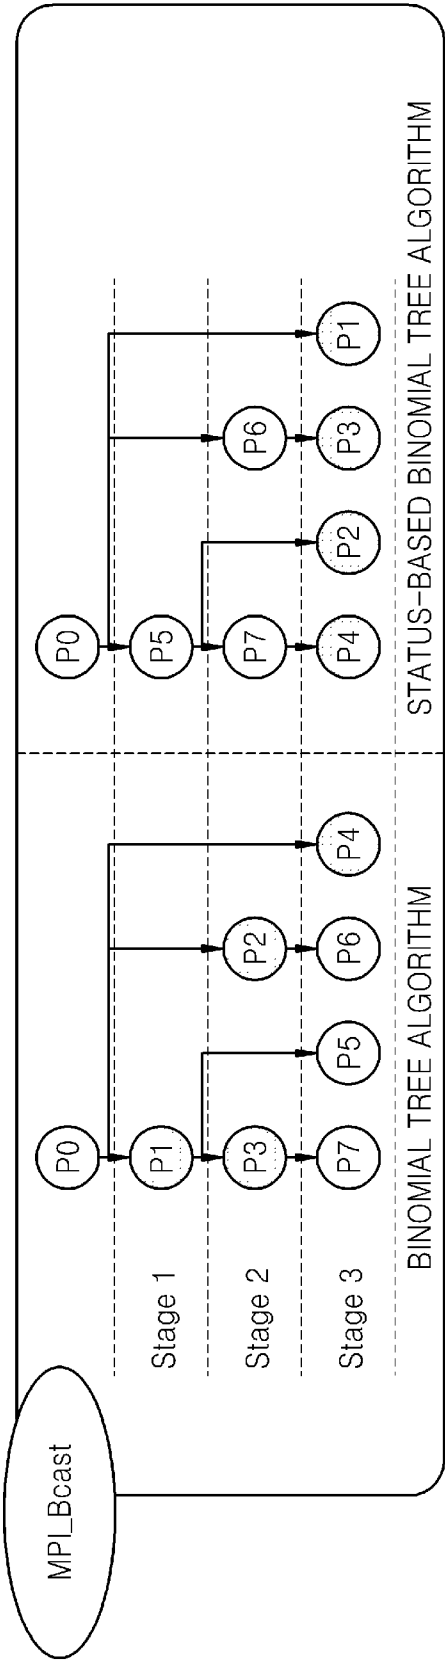 MPI_Bcast
P0
P0
Stage 1
P1
P5
Stage 2
P3
P2
P7
P6
Stage 3
P7
P5
P6
P4
P4
P2
P3
P1
BINOMIAL TREE ALGORITHM
STATUS-BASED BINOMIAL TREE ALGORITHM